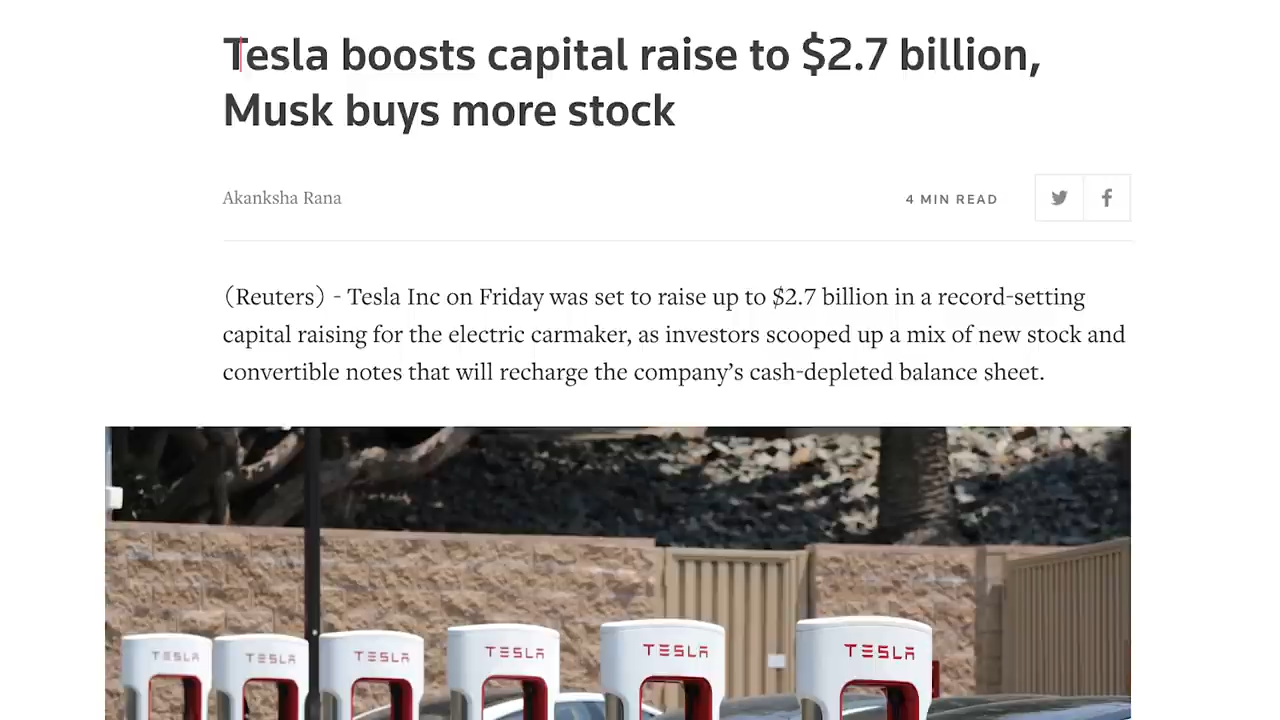 Tesla boosts capital raise to $2.7 billion,
Musk buys more stock
Akanksha Rana
4 MIN READ
(Reuters) - Tesla Inc on Friday was set to raise up to $2.7 billion in a record-setting
capital raising for the electric carmaker, as investors scooped up a mix of new stock and
convertible notes that will recharge the company’s cash-depleted balance sheet.
TESLA TESLA TESLA TESLA TESLA TESLA